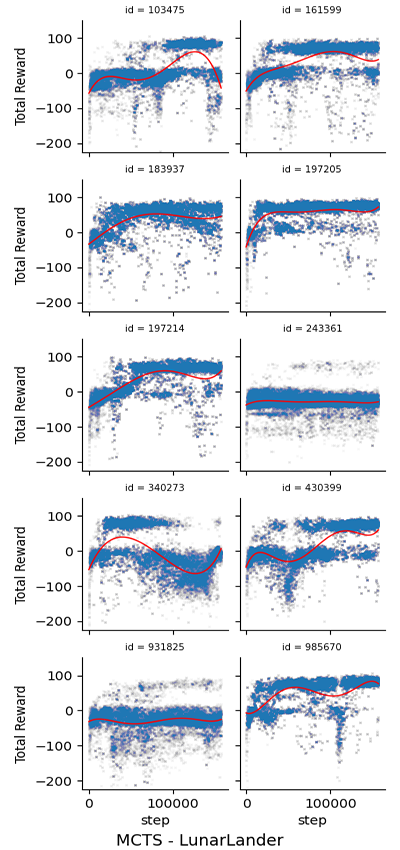 id = 103475
id = 161599
Total Reward
100
0
−100
−200
id = 183937
id = 197205
Total Reward
100
0
−100
−200
id = 197214
id = 243361
Total Reward
100
0
−100
−200
id = 340273
id = 430399
Total Reward
100
0
−100
−200
id = 931825
id = 985670
Total Reward
100
0
−100
−200
0 100000 0 100000
step step
MCTS - LunarLander